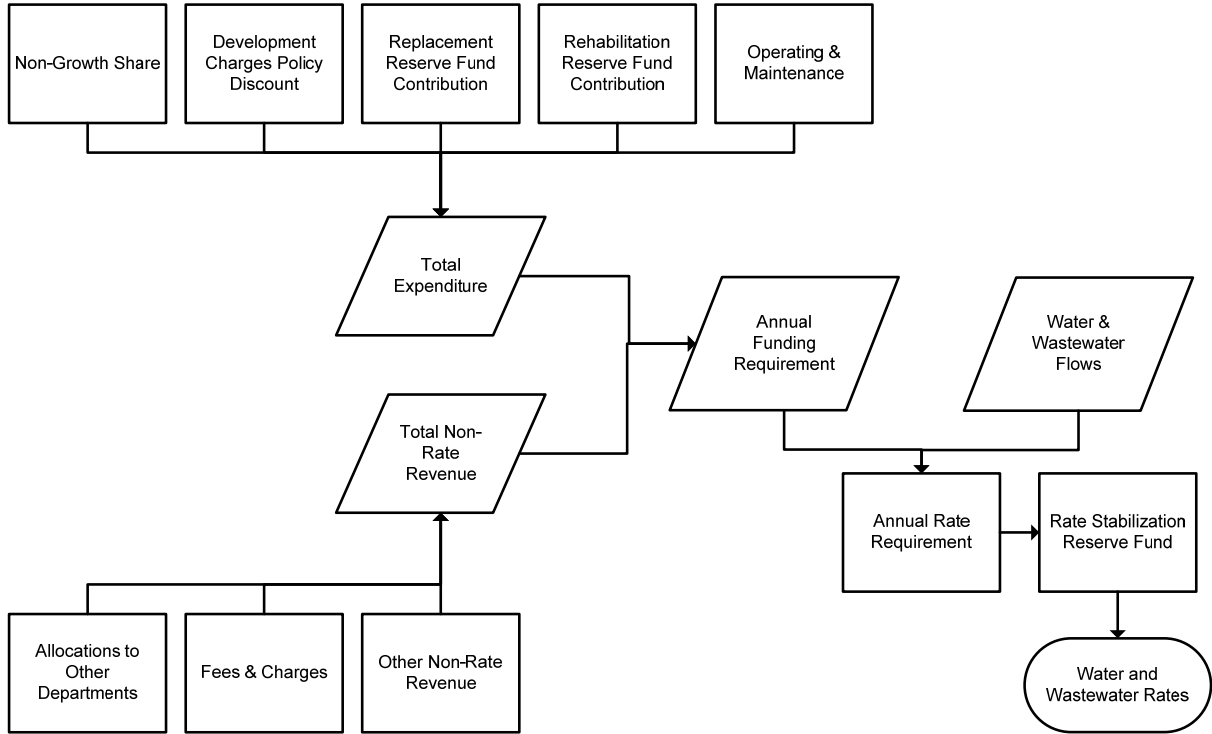 Non-Growth Share
Development
Charges Policy
Discount
Replacement
Reserve Fund
Contribution
Rehabilitation
Reserve Fund
Contribution
Operating &
Maintenance
Total
Expenditure
Annual
Funding
Requirement
Water &
Wastewater
Flows
Total Non-
Rate
Revenue
Annual Rate
Requirement
Rate Stabilization
Reserve Fund
Allocations to
Other
Departments
Fees & Charges
Other Non-Rate
Revenue
Water and
Wastewater Rates